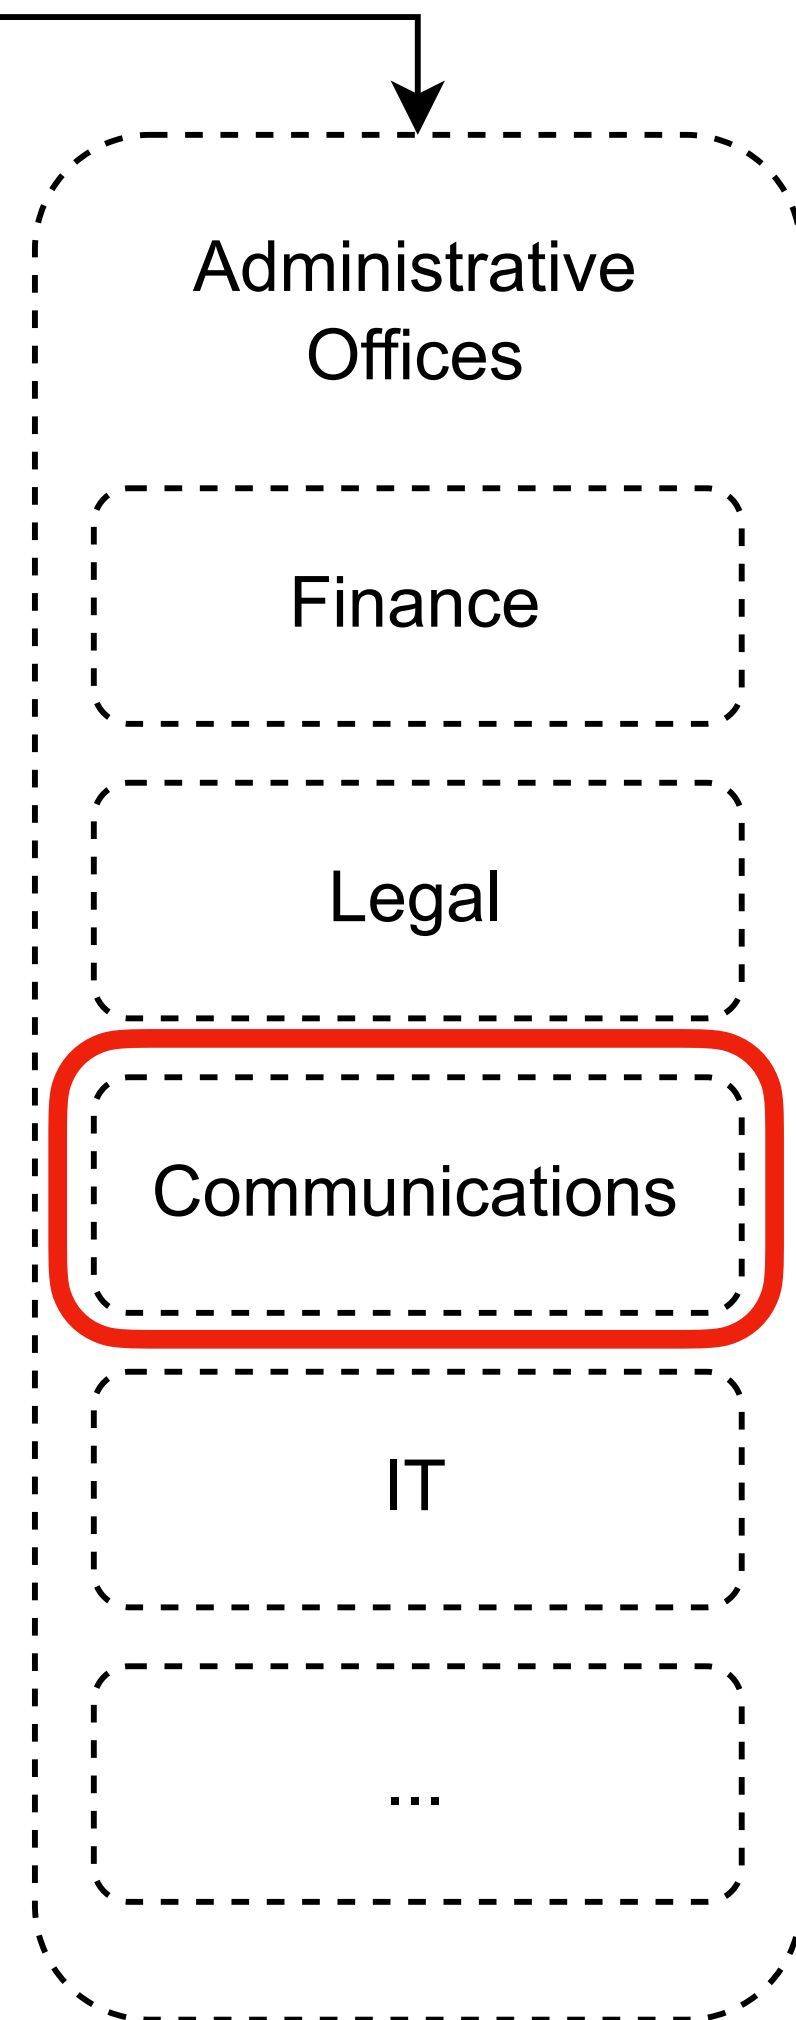 Administrative
Offices
Finance
Legal
Communications
IT
...